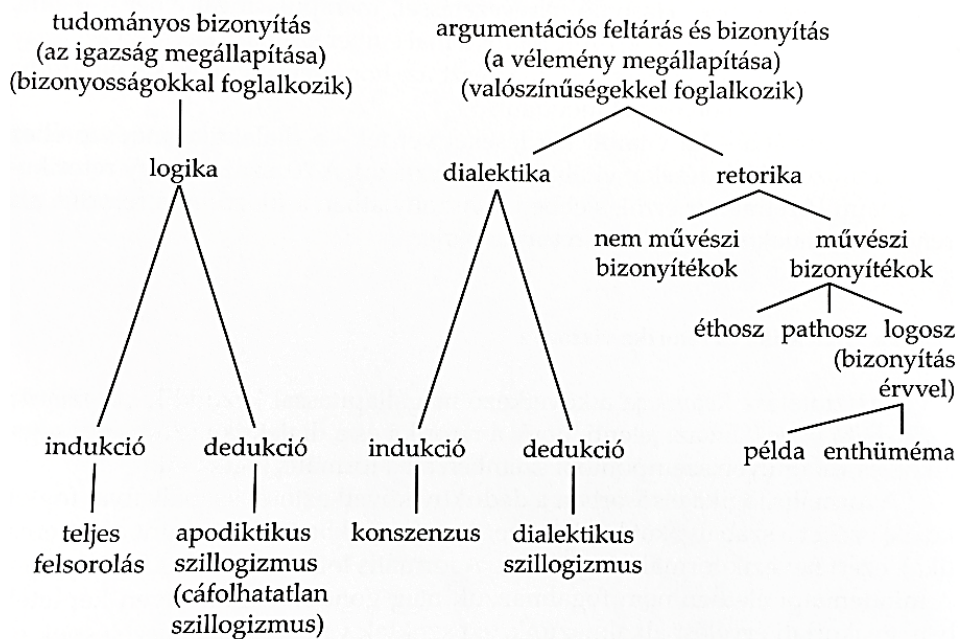 tudományos bizonyítás
(az igazság megállapítása)
(bizonyosságokkal foglalkozik)
argumentációs feltárás és bizonyítás
(a vélemény megállapítása)
(valószínűségekkel foglalkozik)
logika
dialektika
retorika
nem művészi
bizonyítékok
művészi
bizonyítékok
éthosz
pathosz
logosz
(bizonyítás
érvvel)
indukció
dedukció
indukció
dedukció
példa
enthüméma
teljes
felsorolás
apodiktikus
szillogizmus
(cáfolhatatlan
szillogizmus)
konszenzus
dialektikus
szillogizmus